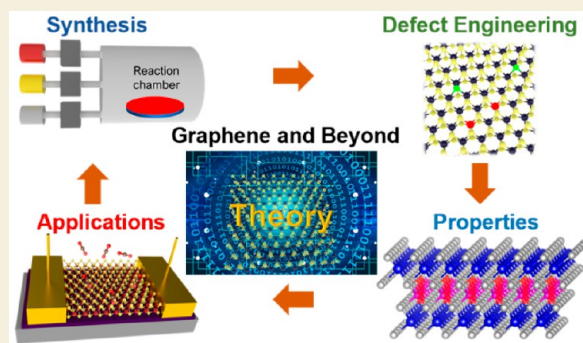 Synthesis
Defect Engineering
Reaction
chamber
Graphene and Beyond
Theory
Applications
Properties